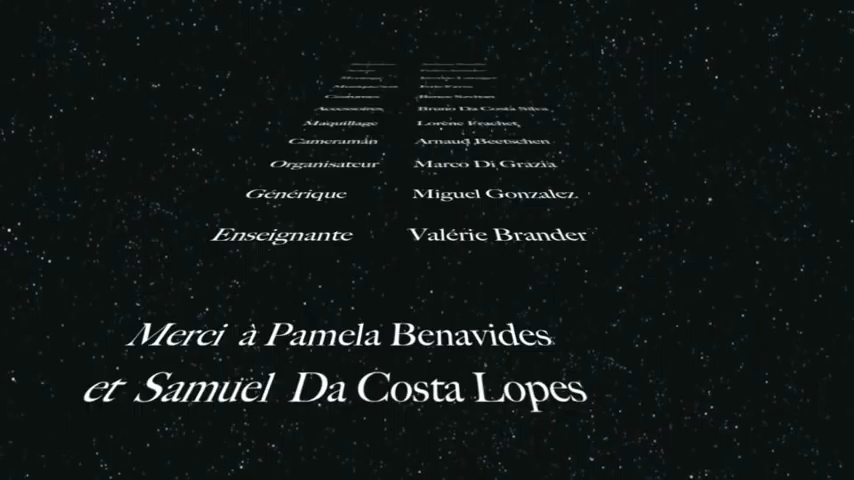 Accessoires Bruno Da Costa Silva
Maquillage Lorène Frachet
Cameraman Arnaud Beetschen
Organisateur Marco Di Grazia
Générique Miguel Gonzalez
Enseignante Valérie Brander
Merci à Pamela Benavides
et Samuel Da Costa Lopes